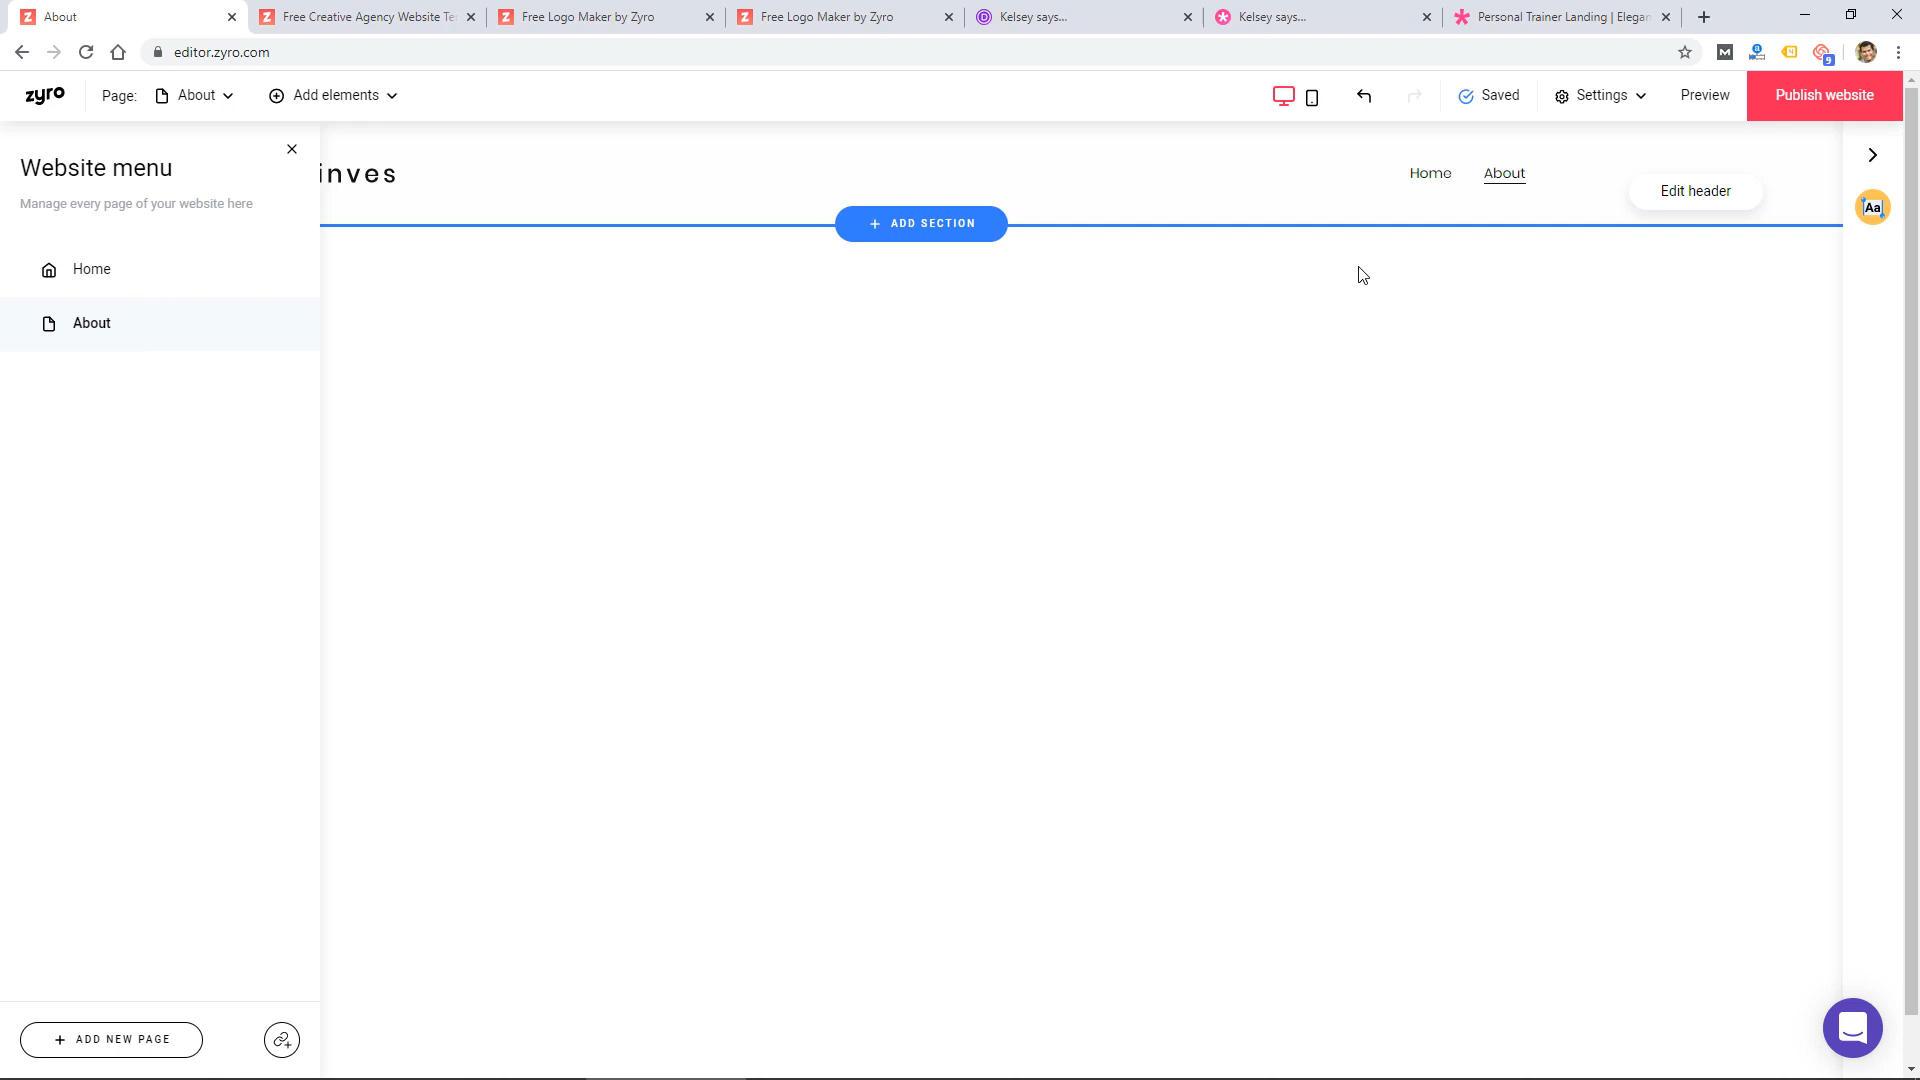 About
Free Creative Agency Website Te
Free Logo Maker by Zyro
Free Logo Maker by Zyro
Kelsey says...
Kelsey says...
Personal Trainer Landing | Elegan
editor.zyro.com
9
zyro
Page:
About
Add elements
Saved
Settings
Preview
Publish website
Website menu
Manage every page of your website here
inves
Home
About
Edit header
Aa
+ ADD SECTION
Home
About
+ ADD NEW PAGE